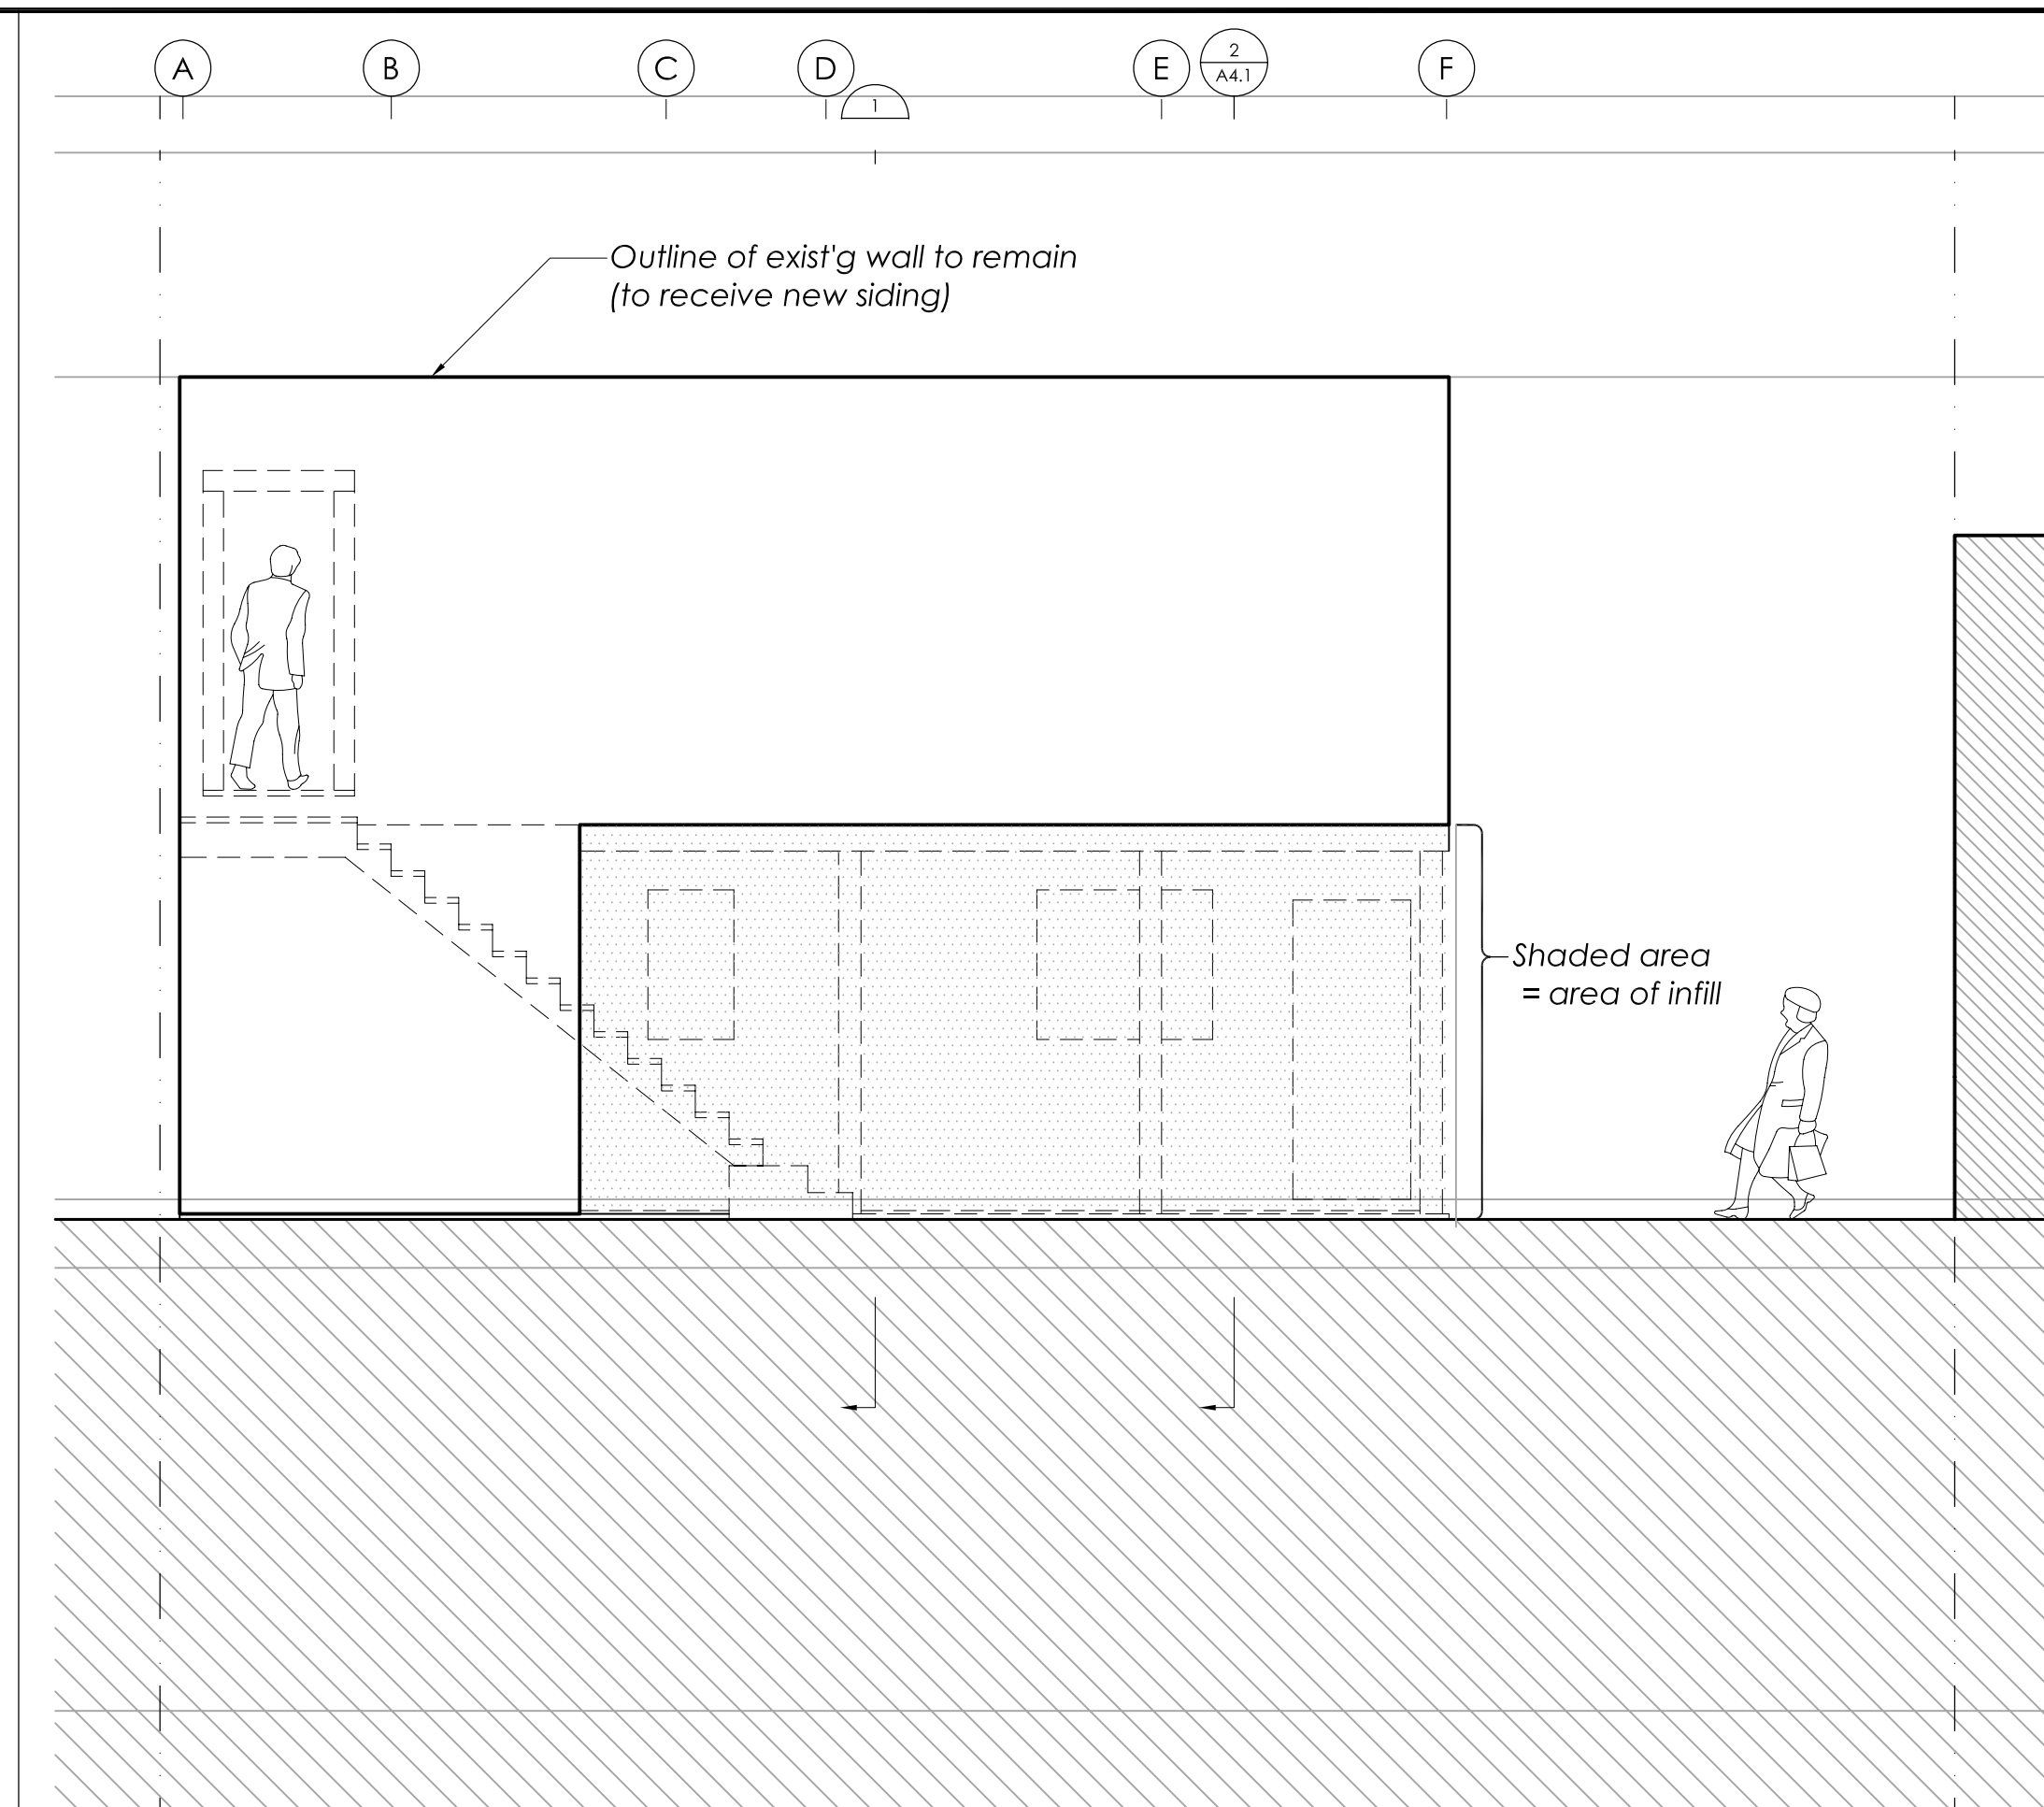 A B C D E 2 F
A4.1
1
Outline of exist'g wall to remain
(to receive new siding)
Shaded area
= area of infill